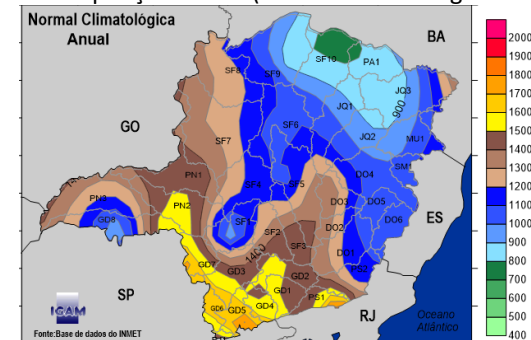 Normal Climatológica
Anual
BA
GO
ES
SP
RJ
Oceano
Atlântico
SF10
PA1
SF8
SF9
JQ3
900
JQ1
SF6
JQ2
MU1
SF7
SM1
PN1
SF4
SF5
DO4
PN3
PN2
DO3
DO5
GD8
SF1
SF2
DO2
DO6
1400
SF3
DO1
GD7
GD3
PS2
GD2
GD1
PS1
GD6
GD5
GD4
IGAM
Fonte:Base de dados do INMET
2000
1900
1800
1700
1600
1500
1400
1300
1200
1100
1000
900
800
700
600
500
400